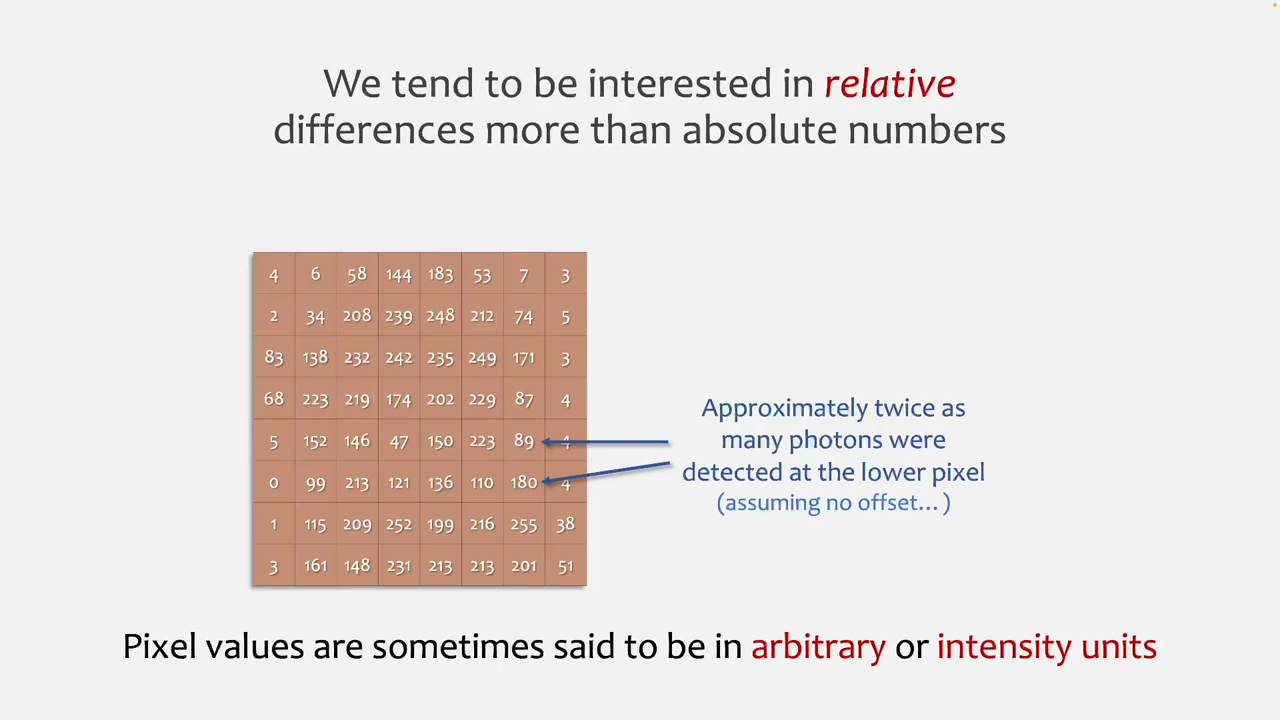 We tend to be interested in relative
differences more than absolute numbers
4 6 58 144 183 53 7 3
2 34 208 239 248 212 74 5
83 138 232 242 235 249 171 3
68 223 219 174 202 229 87 4
5 152 146 47 150 223 89 4
0 99 213 121 136 110 180 4
1 115 209 252 199 216 255 38
3 161 148 231 213 213 201 51
Approximately twice as
many photons were
detected at the lower pixel
(assuming no offset…)
Pixel values are sometimes said to be in arbitrary or intensity units